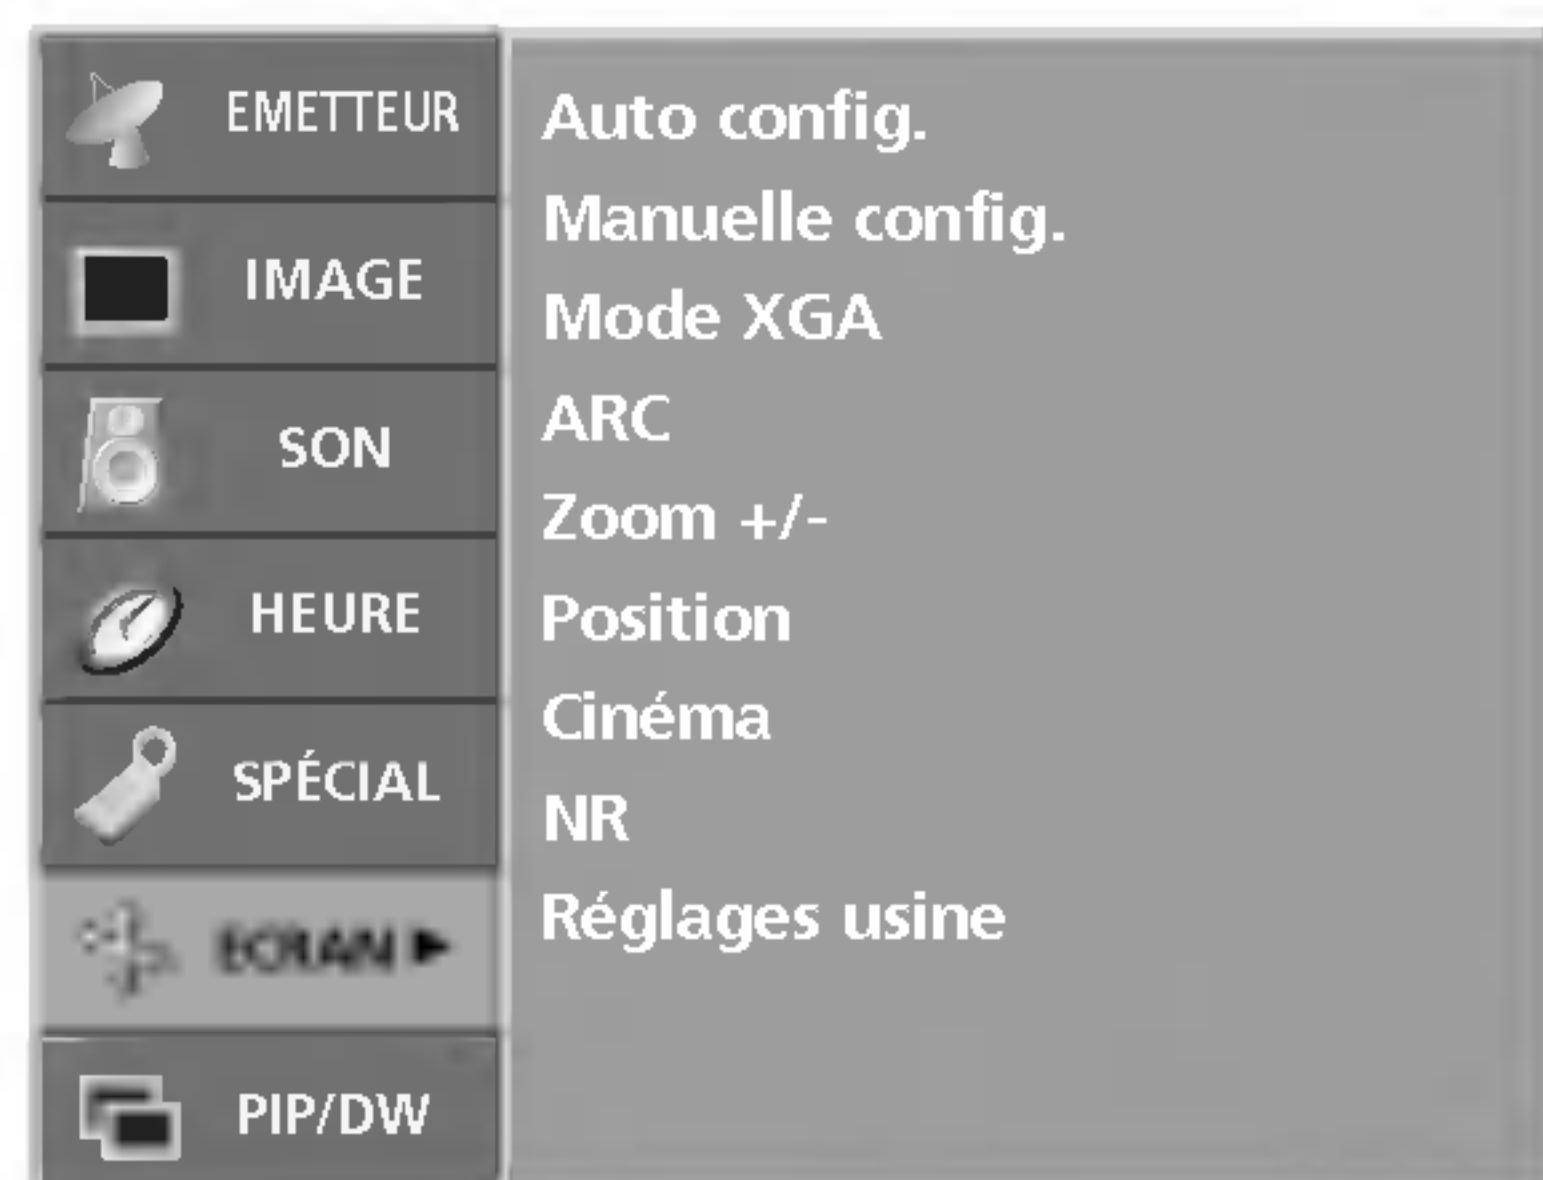 EMETTEUR
IMAGE
SON
HEURE
SPÉCIAL
ECRAN
PIP/DW
Auto config.
Manuelle config.
Mode XGA
ARC
Zoom +/-
Position
Cinéma
NR
Réglages usine